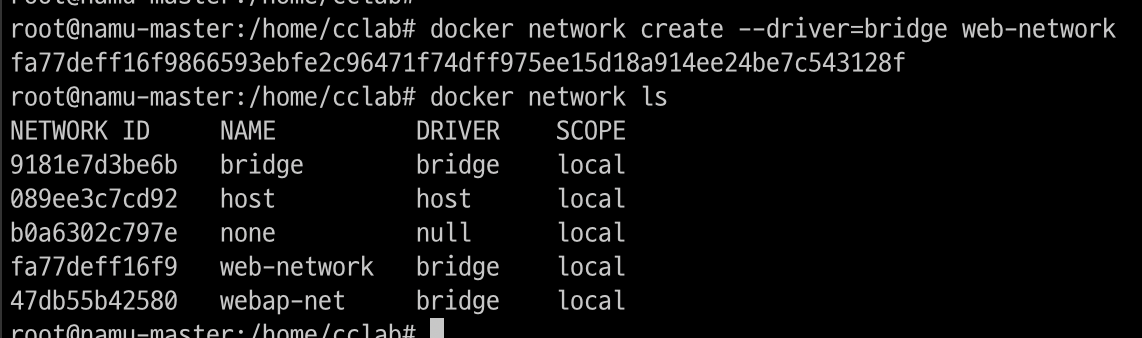 root@namu-master:/home/cclab#
root@namu-master:/home/cclab# docker network create --driver=bridge web-network
fa77deff16f9866593ebfe2c96471f74dff975ee15d18a914ee24be7c543128f
root@namu-master:/home/cclab# docker network ls
NETWORK ID     NAME          DRIVER    SCOPE
9181e7d3be6b   bridge        bridge    local
089ee3c7cd92   host          host      local
b0a6302c797e   none          null      local
fa77deff16f9   web-network   bridge    local
47db55b42580   webap-net     bridge    local
root@namu-master:/home/cclab#